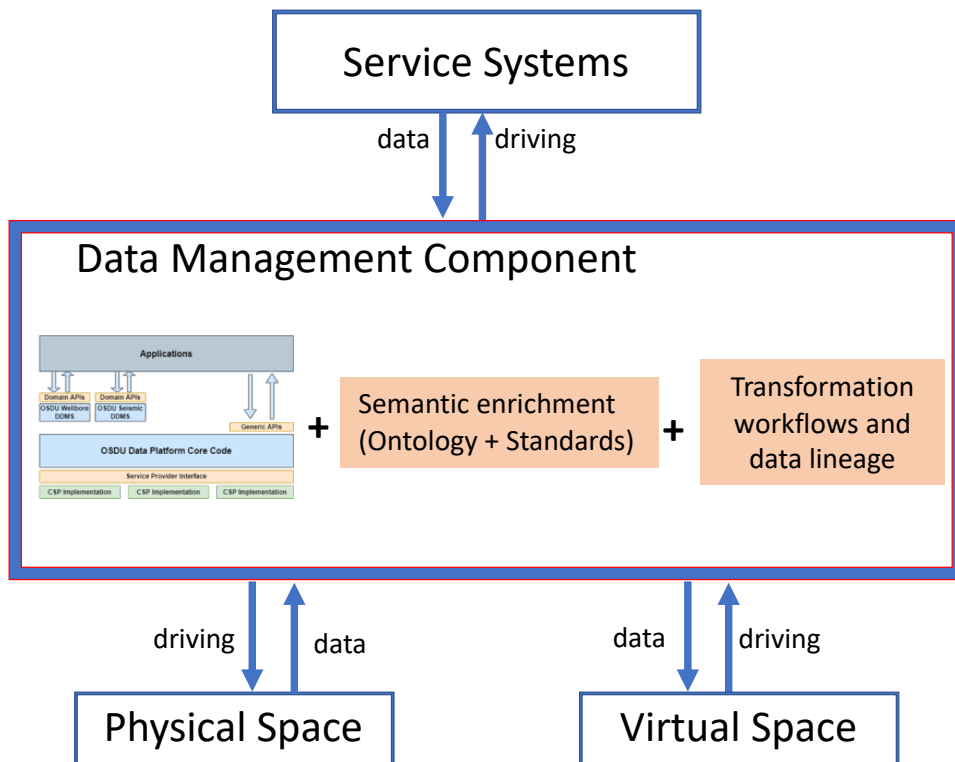 Service Systems
data
driving
Data Management Component
Applications
Domain APIs
Domain APIs
OSDU Wellbore
DDMS
OSDU Seismic
DDMS
Generic APIs
OSDU Data Platform Core Code
Service Provider Interface
CSP Implementation
CSP Implementation
CSP Implementation
+
Semantic enrichment
(Ontology + Standards)
+
Transformation
workflows and
data lineage
driving
data
data
driving
Physical Space
Virtual Space